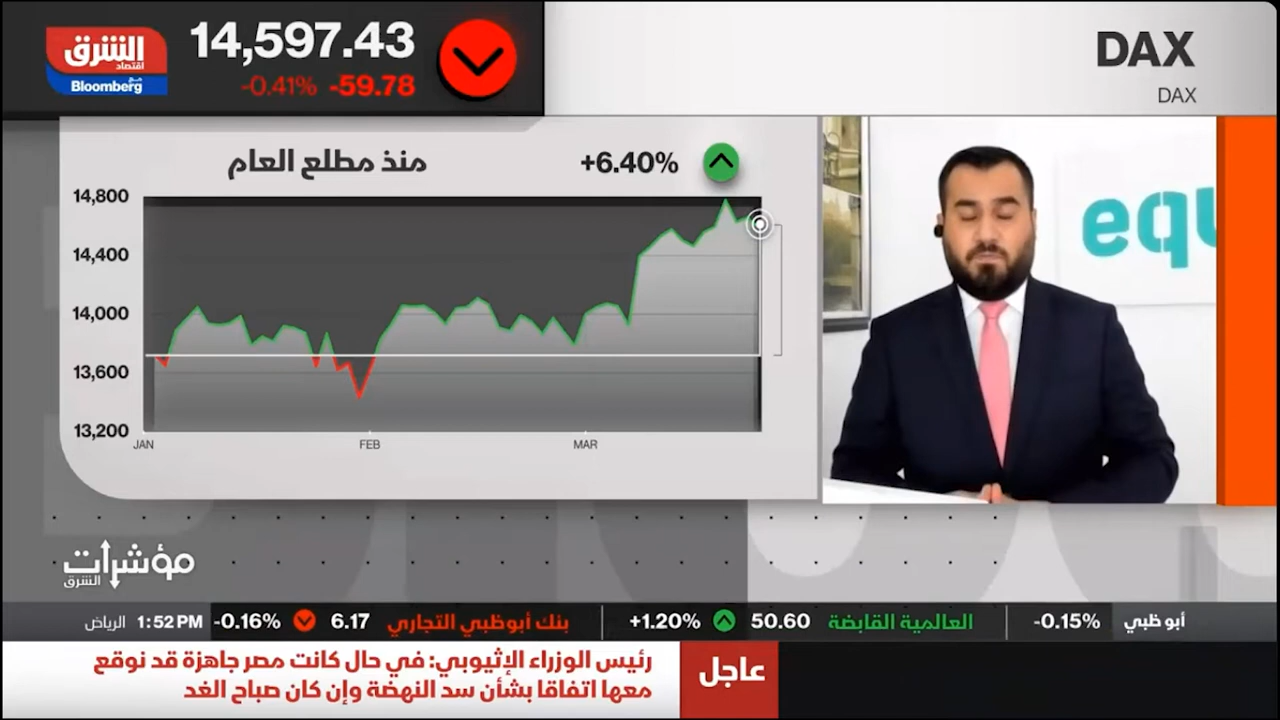 الشرق
اقتصاد
Bloomberg
14,597.43
-0.41% -59.78
DAX
DAX
منذ مطلع العام
+6.40%
14,800
14,400
14,000
13,600
13,200
JAN FEB MAR
equ
مؤشرات
الشرق
أبوظبي -0.15%
العالمية القابضة 50.60 +1.20%
بنك أبوظبي التجاري 6.17 -0.16%
1:52 PM الرياض
عاجل
رئيس الوزراء الإثيوبي: في حال كانت مصر جاهزة قد نوقع
معها اتفاقا بشأن سد النهضة وإن كان صباح الغد